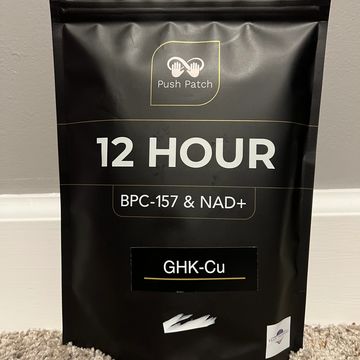 Push Patch
12 HOUR
BPC-157 & NAD+
GHK-Cu